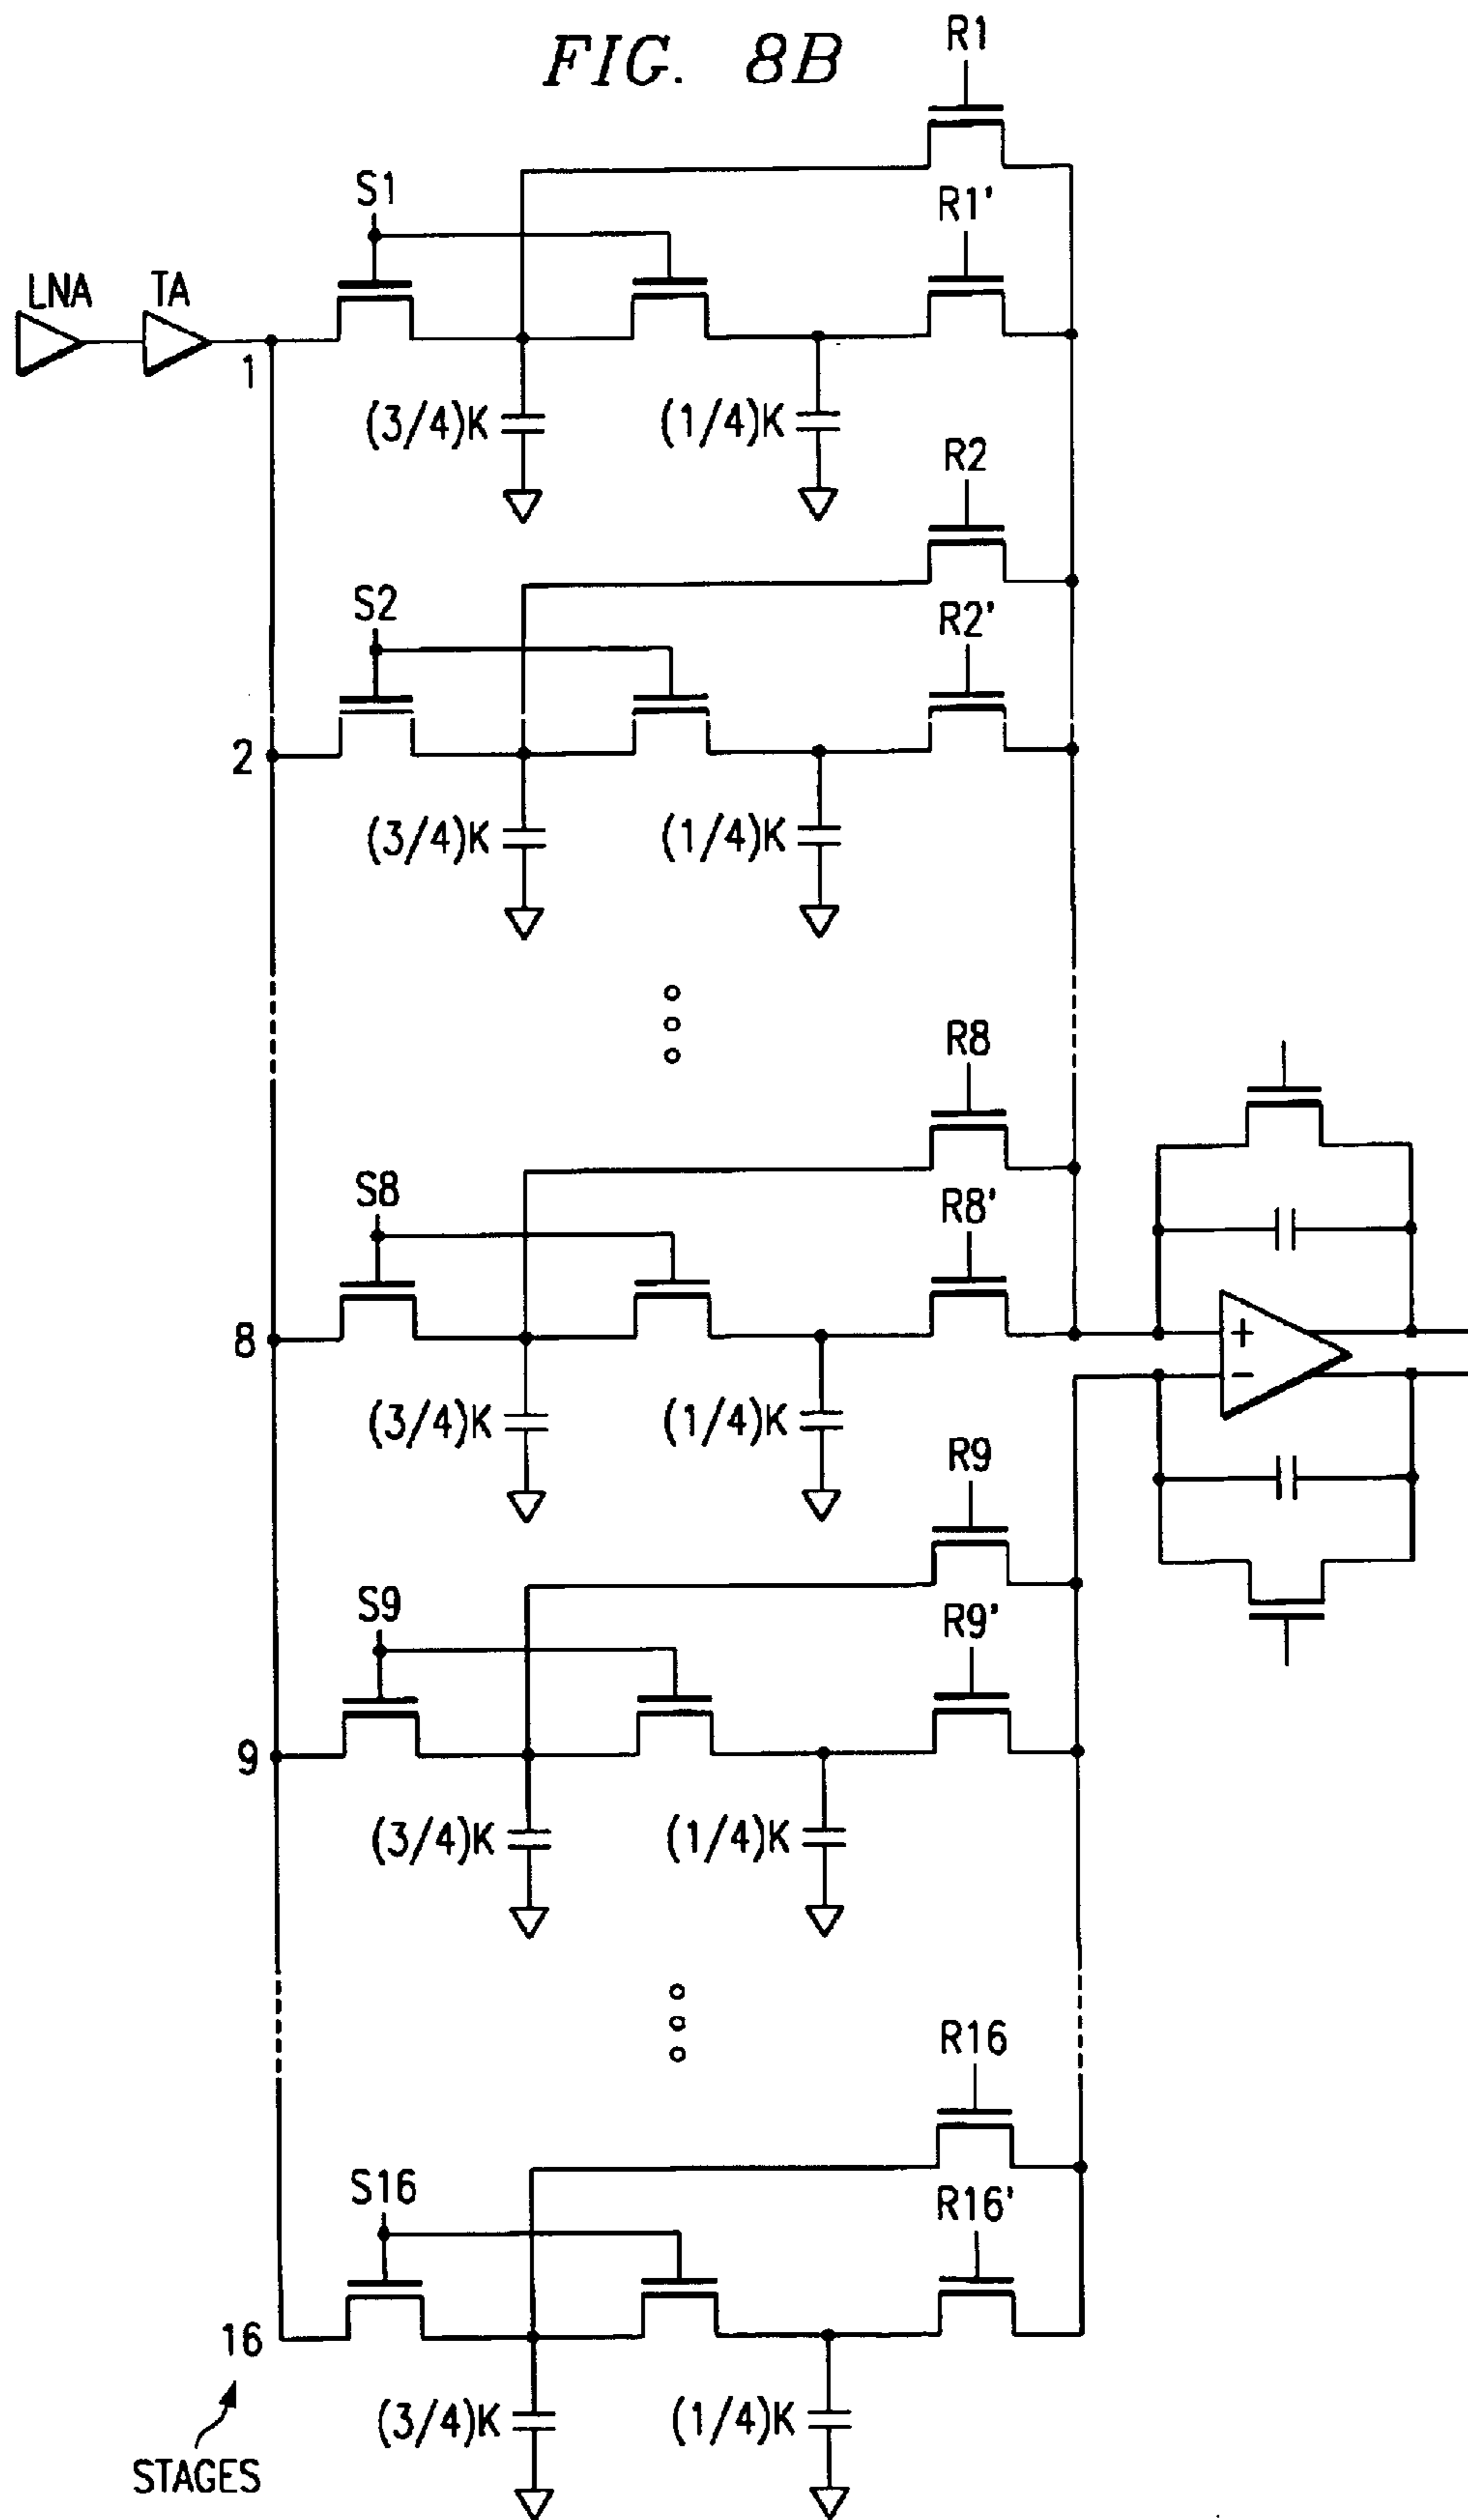 FIG. 8B
R1
S1
R1'
LNA
TA
1
(3/4)K
(1/4)K
R2
S2
R2'
2
(3/4)K
(1/4)K
R8
S8
R8'
8
+
-
(3/4)K
(1/4)K
R9
S9
R9'
9
(3/4)K
(1/4)K
R16
S16
R16'
16
(3/4)K
(1/4)K
STAGES